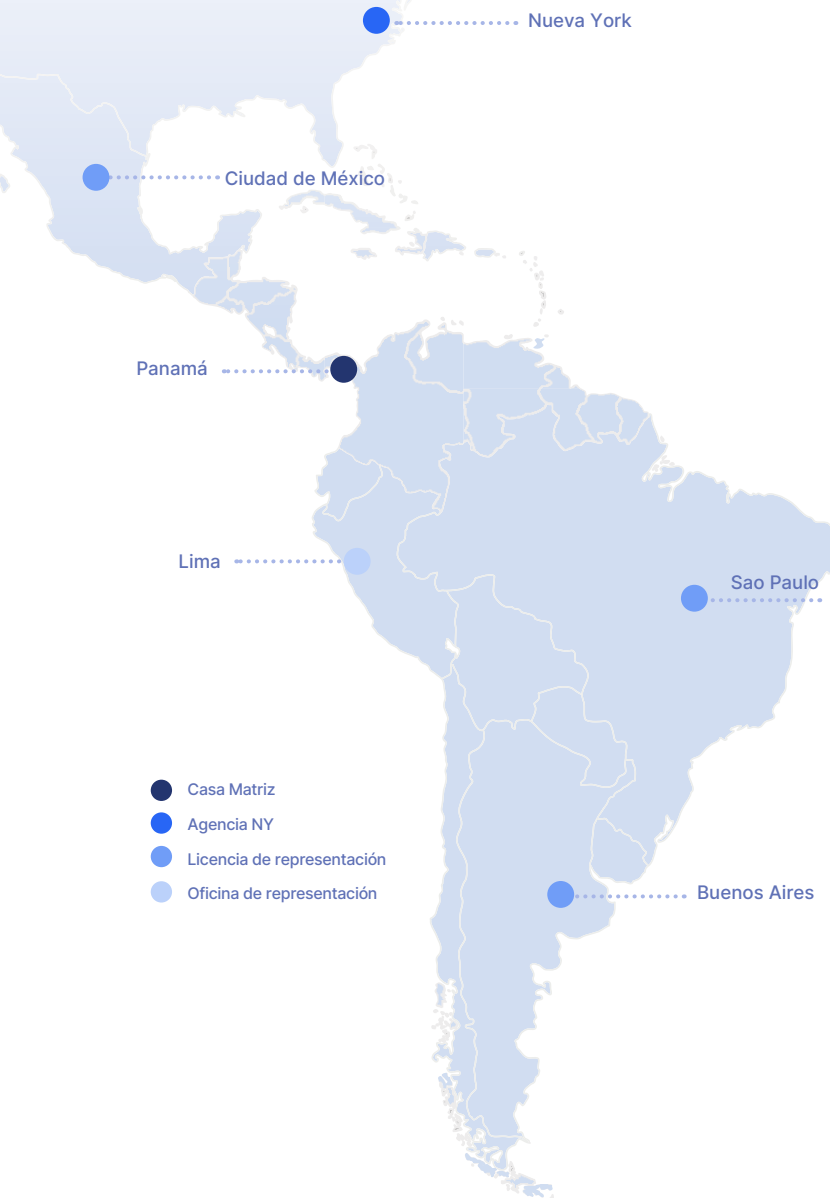 Nueva York
Ciudad de México
Panamá
Lima
Sao Paulo
Casa Matriz
Agencia NY
Licencia de representación
Oficina de representación
Buenos Aires